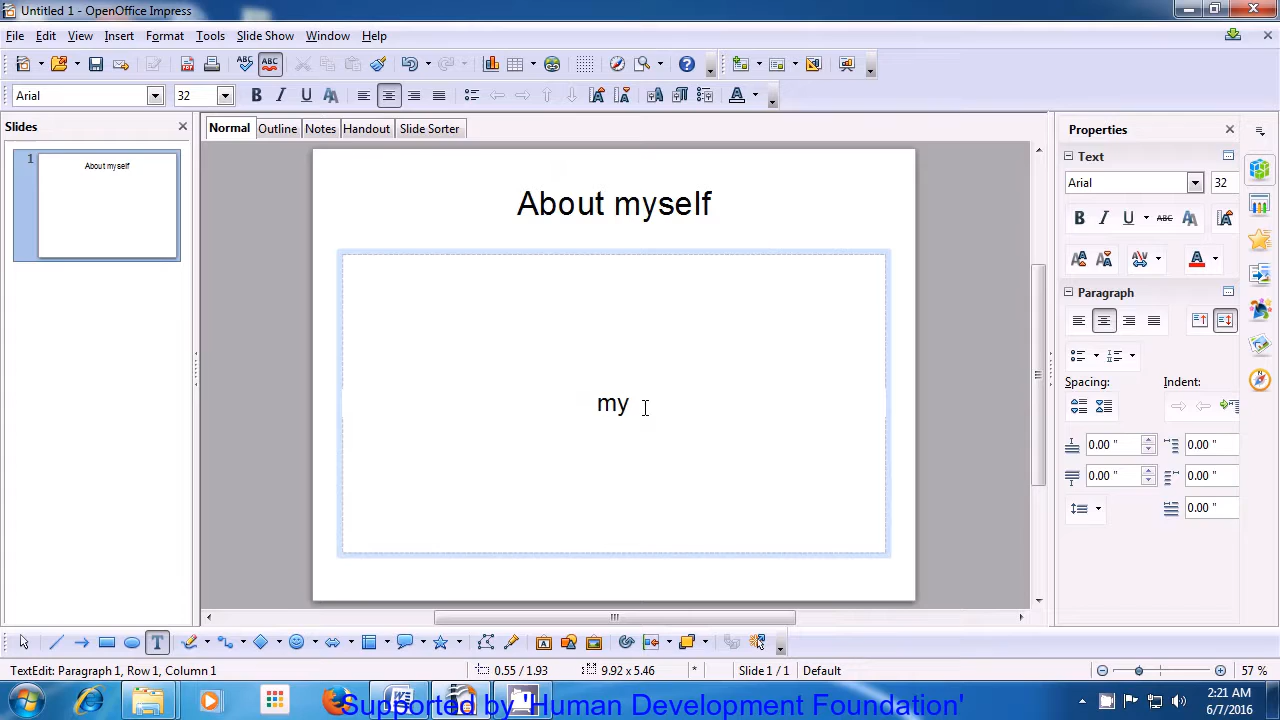 Untitled 1 - OpenOffice Impress
File Edit View Insert Format Tools Slide Show Window Help
Arial 32
Slides
Normal Outline Notes Handout Slide Sorter
Properties
1
About myself
Text
Arial 32
About myself
Paragraph
Spacing: Indent:
my
0.00 " 0.00 "
0.00 " 0.00 "
0.00 "
TextEdit: Paragraph 1, Row 1, Column 1 0.55 / 1.93 9.92 x 5.46 * Slide 1 / 1 Default 57 %
Supported by 'Human Development Foundation'
2:21 AM
6/7/2016